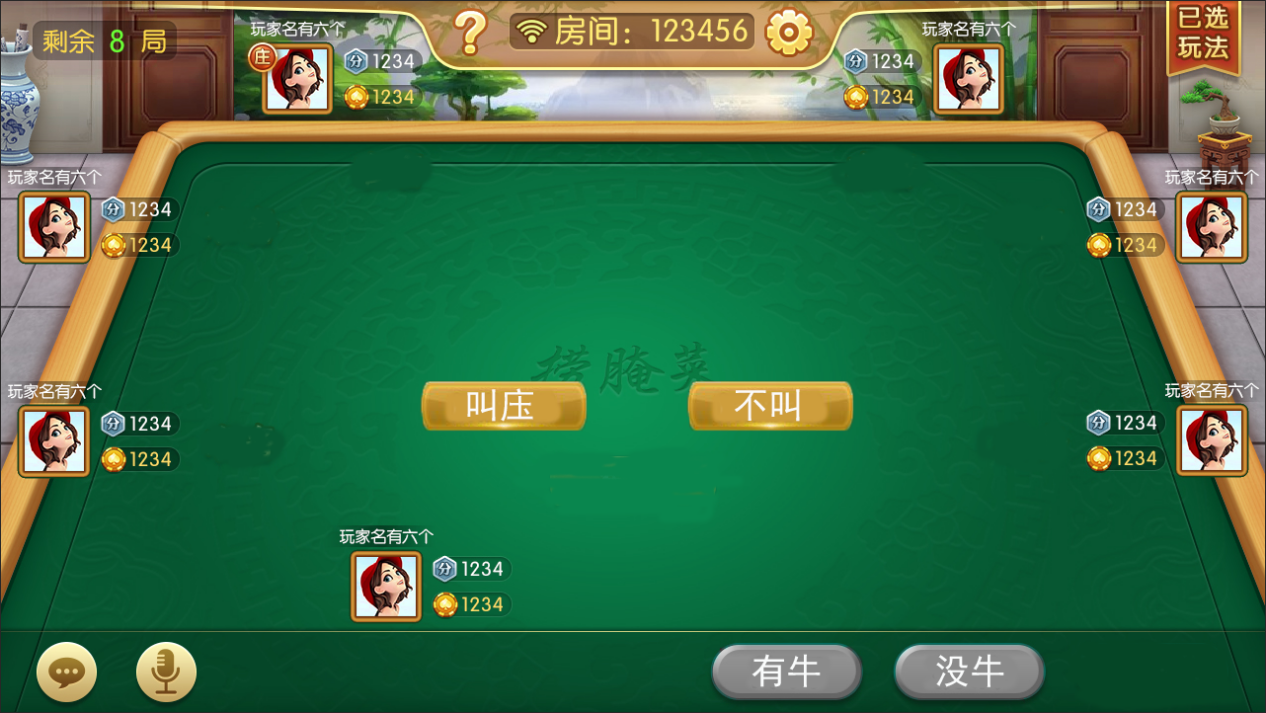 剩余 8 局
玩家名有六个
庄
分 1234
1234
?
房间：123456
玩家名有六个
分 1234
1234
已选
玩法
玩家名有六个
分 1234
1234
玩家名有六个
分 1234
1234
捞腌菜
叫庄
不叫
玩家名有六个
分 1234
1234
玩家名有六个
分 1234
1234
玩家名有六个
分 1234
1234
有牛
没牛